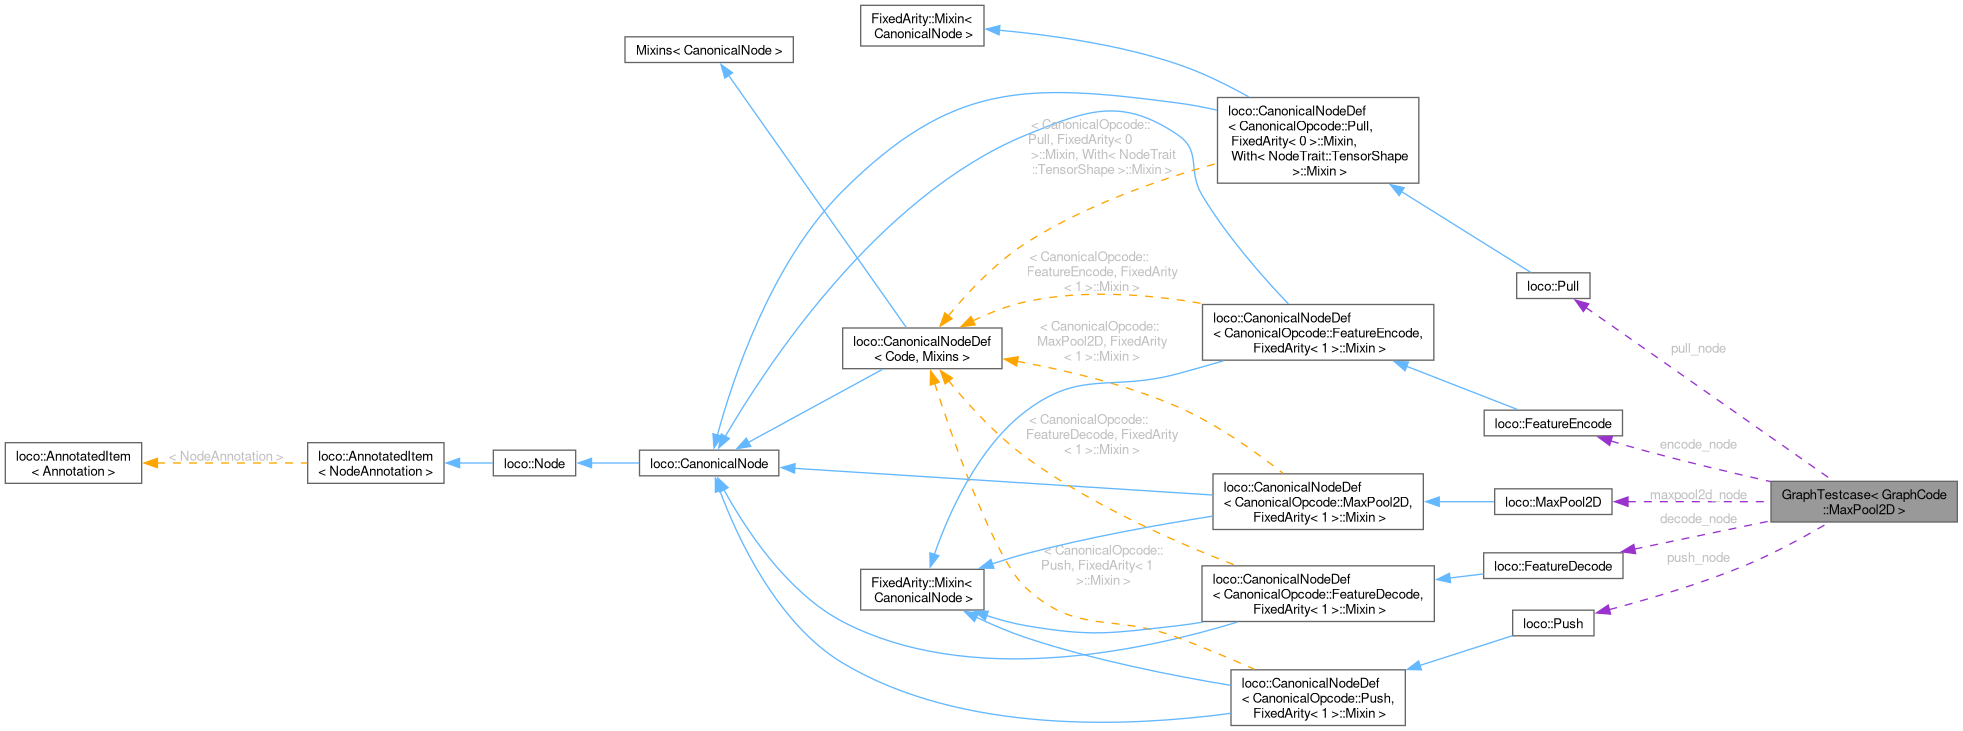 FixedArity::Mixin<
CanonicalNode >
Mixins< CanonicalNode >
loco::CanonicalNodeDef
< CanonicalOpcode::Pull,
FixedArity< 0 >::Mixin,
With< NodeTrait::TensorShape
>::Mixin >
< CanonicalOpcode::
Pull, FixedArity< 0
>::Mixin, With< NodeTrait
::TensorShape >::Mixin >
loco::Pull
< CanonicalOpcode::
FeatureEncode, FixedArity
< 1 >::Mixin >
loco::CanonicalNodeDef
< CanonicalOpcode::FeatureEncode,
FixedArity< 1 >::Mixin >
loco::CanonicalNodeDef
< Code, Mixins >
< CanonicalOpcode::
MaxPool2D, FixedArity
< 1 >::Mixin >
pull_node
loco::FeatureEncode
< CanonicalOpcode::
FeatureDecode, FixedArity
< 1 >::Mixin >
encode_node
loco::AnnotatedItem
< Annotation >
< NodeAnnotation >
loco::AnnotatedItem
< NodeAnnotation >
loco::Node
loco::CanonicalNode
loco::CanonicalNodeDef
< CanonicalOpcode::MaxPool2D,
FixedArity< 1 >::Mixin >
loco::MaxPool2D
maxpool2d_node
GraphTestcase< GraphCode
::MaxPool2D >
decode_node
< CanonicalOpcode::
Push, FixedArity< 1
>::Mixin >
push_node
FixedArity::Mixin<
CanonicalNode >
loco::CanonicalNodeDef
< CanonicalOpcode::FeatureDecode,
FixedArity< 1 >::Mixin >
loco::FeatureDecode
loco::Push
loco::CanonicalNodeDef
< CanonicalOpcode::Push,
FixedArity< 1 >::Mixin >